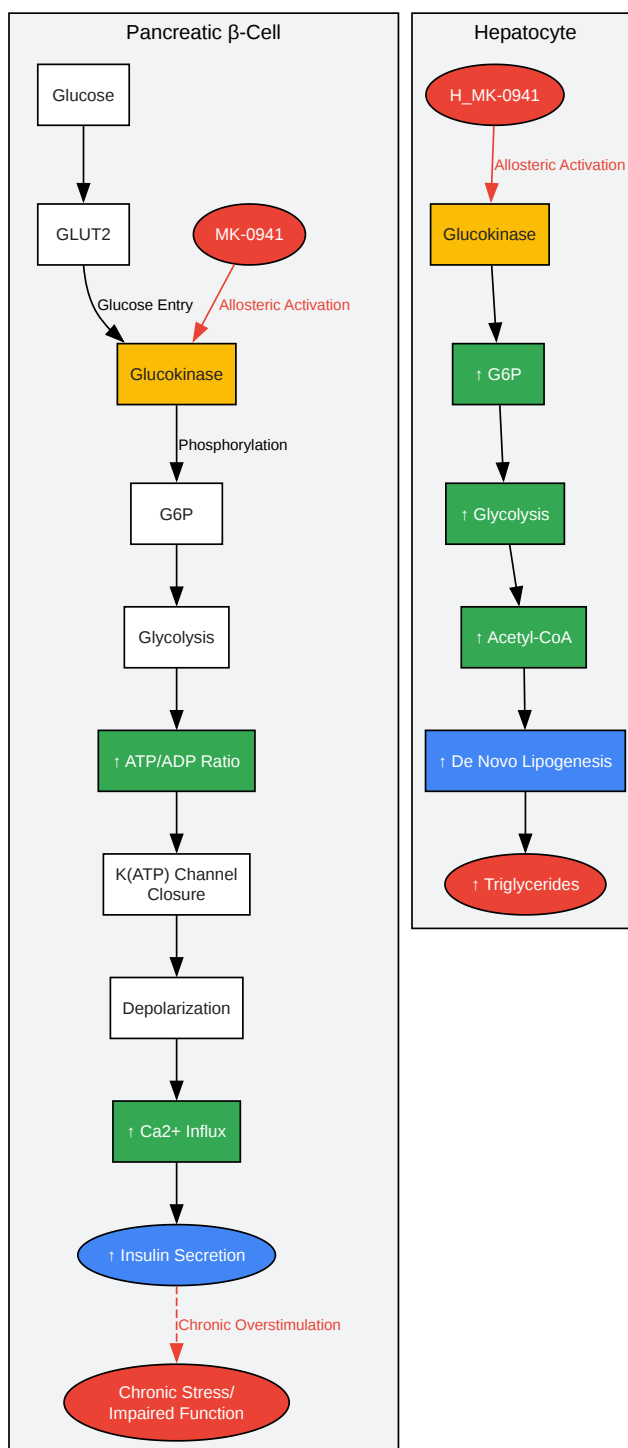 Pancreatic β-Cell
Glucose
GLUT2
MK-0941
Glucose Entry
Allosteric Activation
Glucokinase
Phosphorylation
G6P
Glycolysis
↑ ATP/ADP Ratio
K(ATP) Channel
Closure
Depolarization
↑ Ca2+ Influx
↑ Insulin Secretion
Chronic Overstimulation
Chronic Stress/
Impaired Function
Hepatocyte
H_MK-0941
Allosteric Activation
Glucokinase
↑ G6P
↑ Glycolysis
↑ Acetyl-CoA
↑ De Novo Lipogenesis
↑ Triglycerides